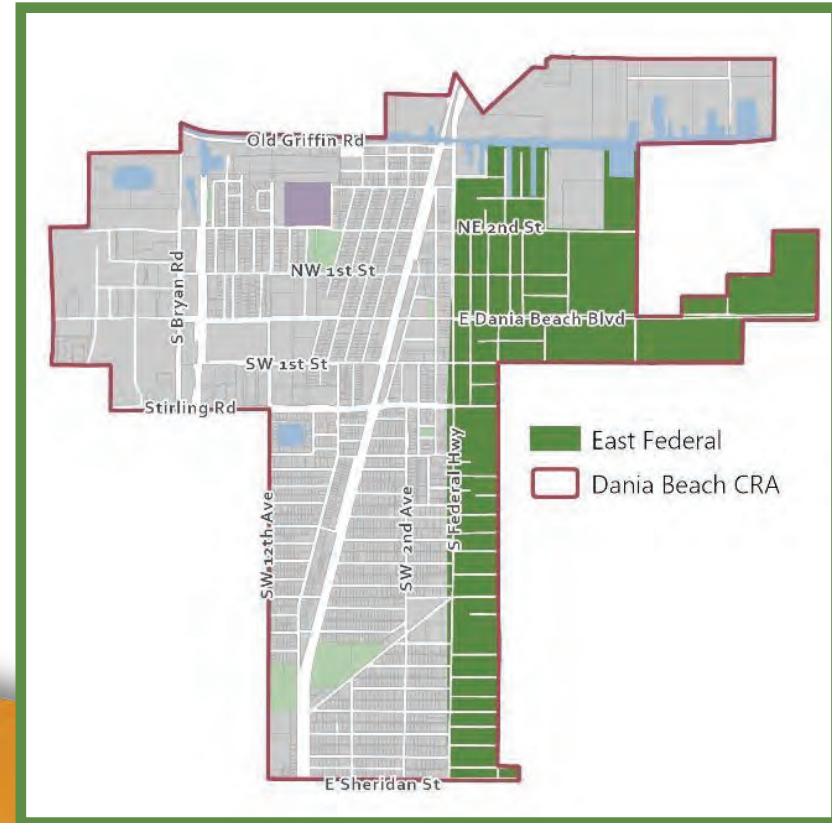 Old Griffin Rd
NE 2nd St
S Bryan Rd
NW 1st St
E Dania Beach Blvd
SW 1st St
Stirling Rd
East Federal
Dania Beach CRA
S Federal Hwy
SW 2nd Ave
SW 12th Ave
E Sheridan St